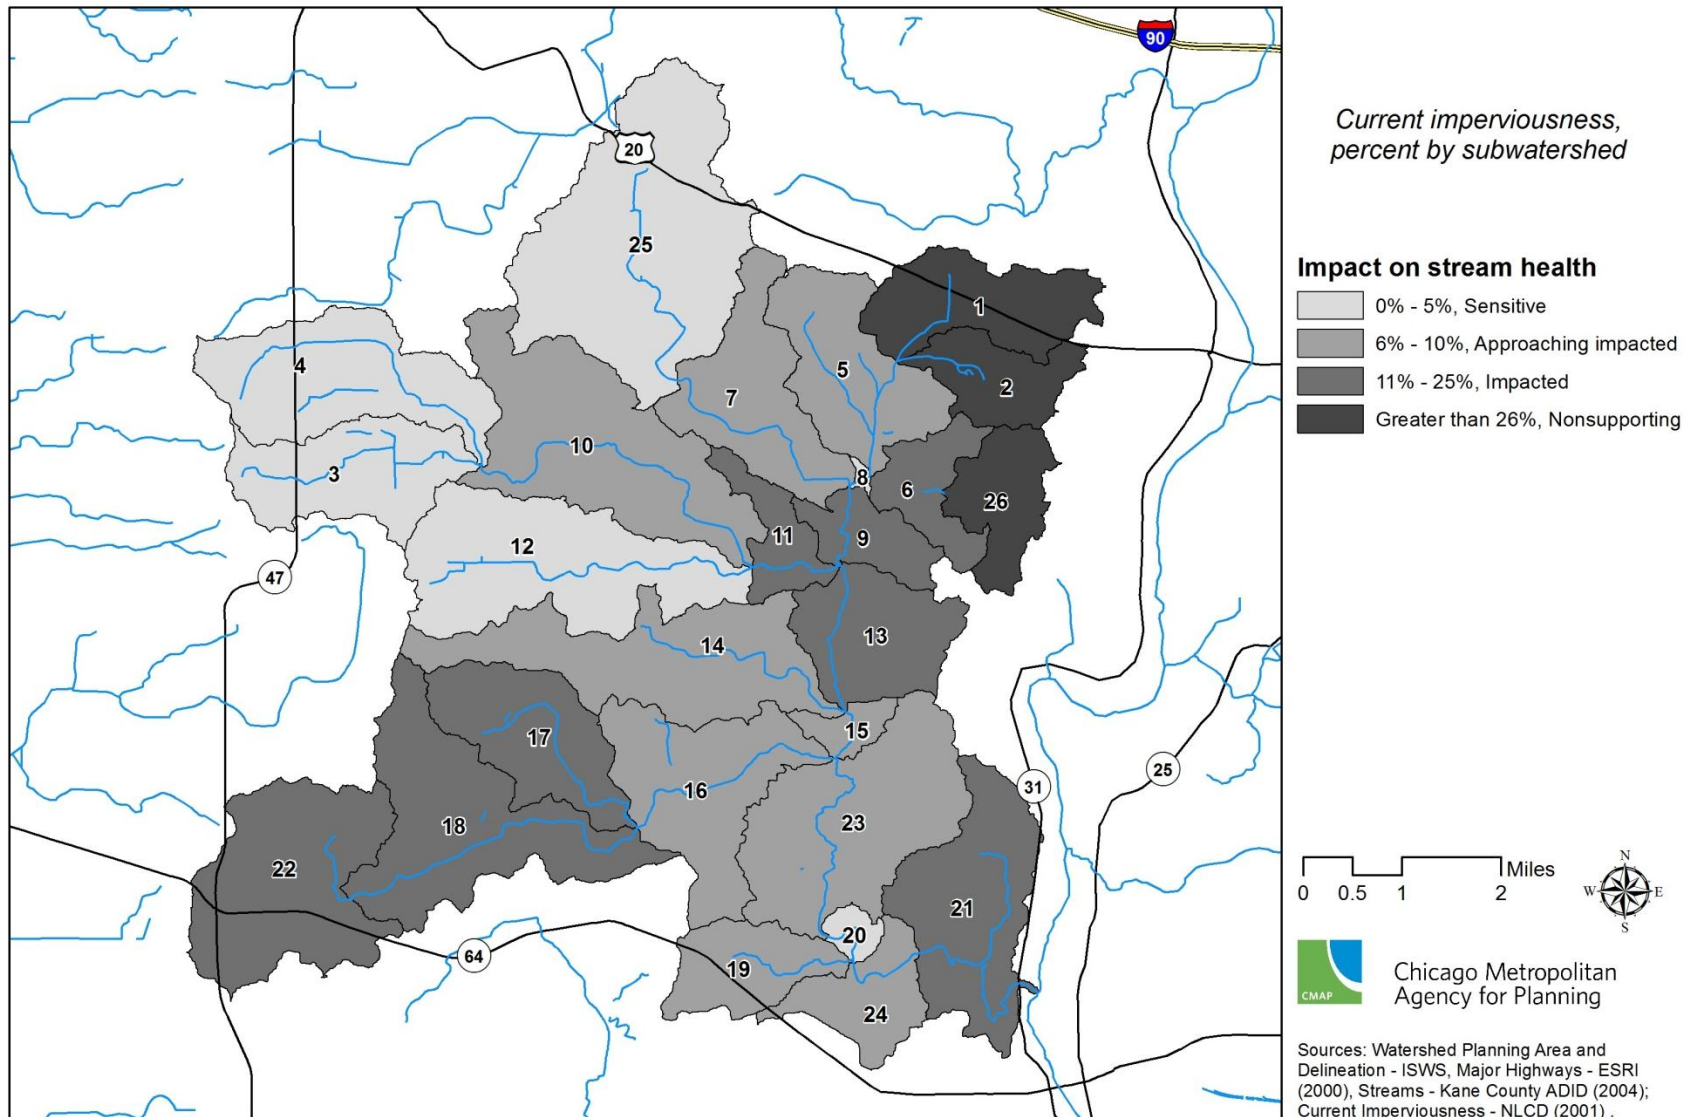 90
20
25
1
4
5
2
7
10
3
8
6
26
11
9
12
47
13
14
15
17
16
25
31
23
18
22
21
20
64
19
24
Current imperviousness,
percent by subwatershed
Impact on stream health
0% - 5%, Sensitive
6% - 10%, Approaching impacted
11% - 25%, Impacted
Greater than 26%, Nonsupporting
Miles
0 0.5 1 2
N
W E
S
CMAP
Chicago Metropolitan
Agency for Planning
Sources: Watershed Planning Area and
Delineation - ISWS, Major Highways - ESRI
(2000), Streams - Kane County ADID (2004);
Current Imperviousness - NLCD (2001) .